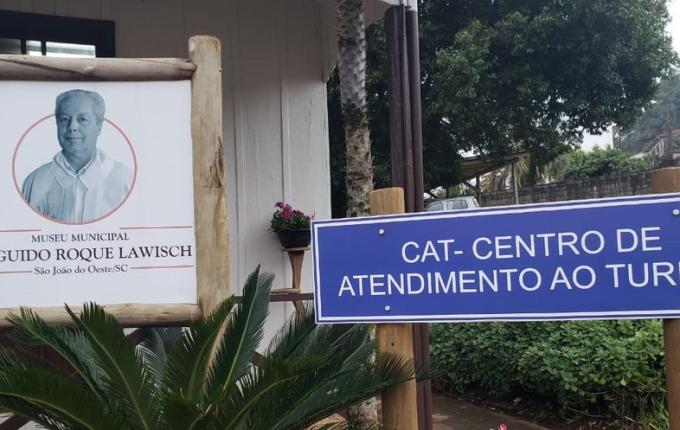 MUSEU MUNICIPAL
GUIDO ROQUE LAWISCH
São João do Oeste/SC
CAT- CENTRO DE
ATENDIMENTO AO TURI